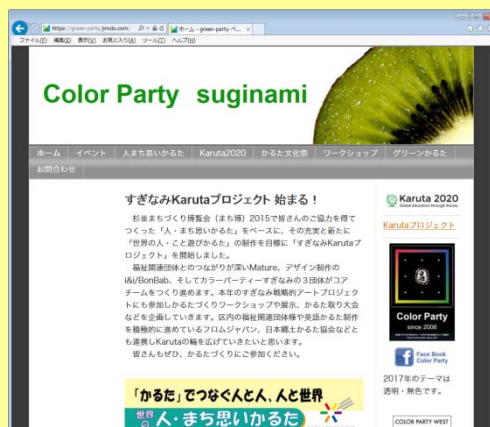 https://green-party.jimdo.com/
ホーム - green-party ペ...
ファイル(F) 編集(E) 表示(V) お気に入り(A) ツール(T) ヘルプ(H)
Color Party suginami
ホーム イベント 人まち思いかるた Karuta2020 かるた文化祭 ワークショップ グリーンかるた
お問合わせ
すぎなみKarutaプロジェクト 始まる！
杉並まちづくり博覧会（まち博）2015で皆さんのご協力を得て
つくった「人・まち思いかるた」をベースに、その充実と新たに
「世界の人・こと遊びかるた」の制作を目標に「すぎなみKarutaプ
ロジェクト」を開始しました。
福祉関連団体とのつながりが深いMature、デザイン制作の
i&i/BonBab、そしてカラーパーティーすぎなみの３団体がコア
チームをつくり進めます。本年のすぎなみ戦略的アートプロジェク
トにも参加しかるたづくりワークショップや展示、かるた取り大会
などを企画していきます。区内の福祉関連団体様や英語かるた制作
を積極的に進めているフロムジャパン、日本郷土かるた協会などと
も連携しKarutaの輪を広げていきたいと思います。
皆さんもぜひ、かるたづくりにご参加ください。
「かるた」でつなぐ人と人、人と世界
世界の人・まち思いかるた
Karuta 2020
Global education through Karuta
Karutaプロジェクト
Color Party
since 2006
Face Book
Color Party
2017年のテーマは
透明・無色です。
COLOR PARTY WEST